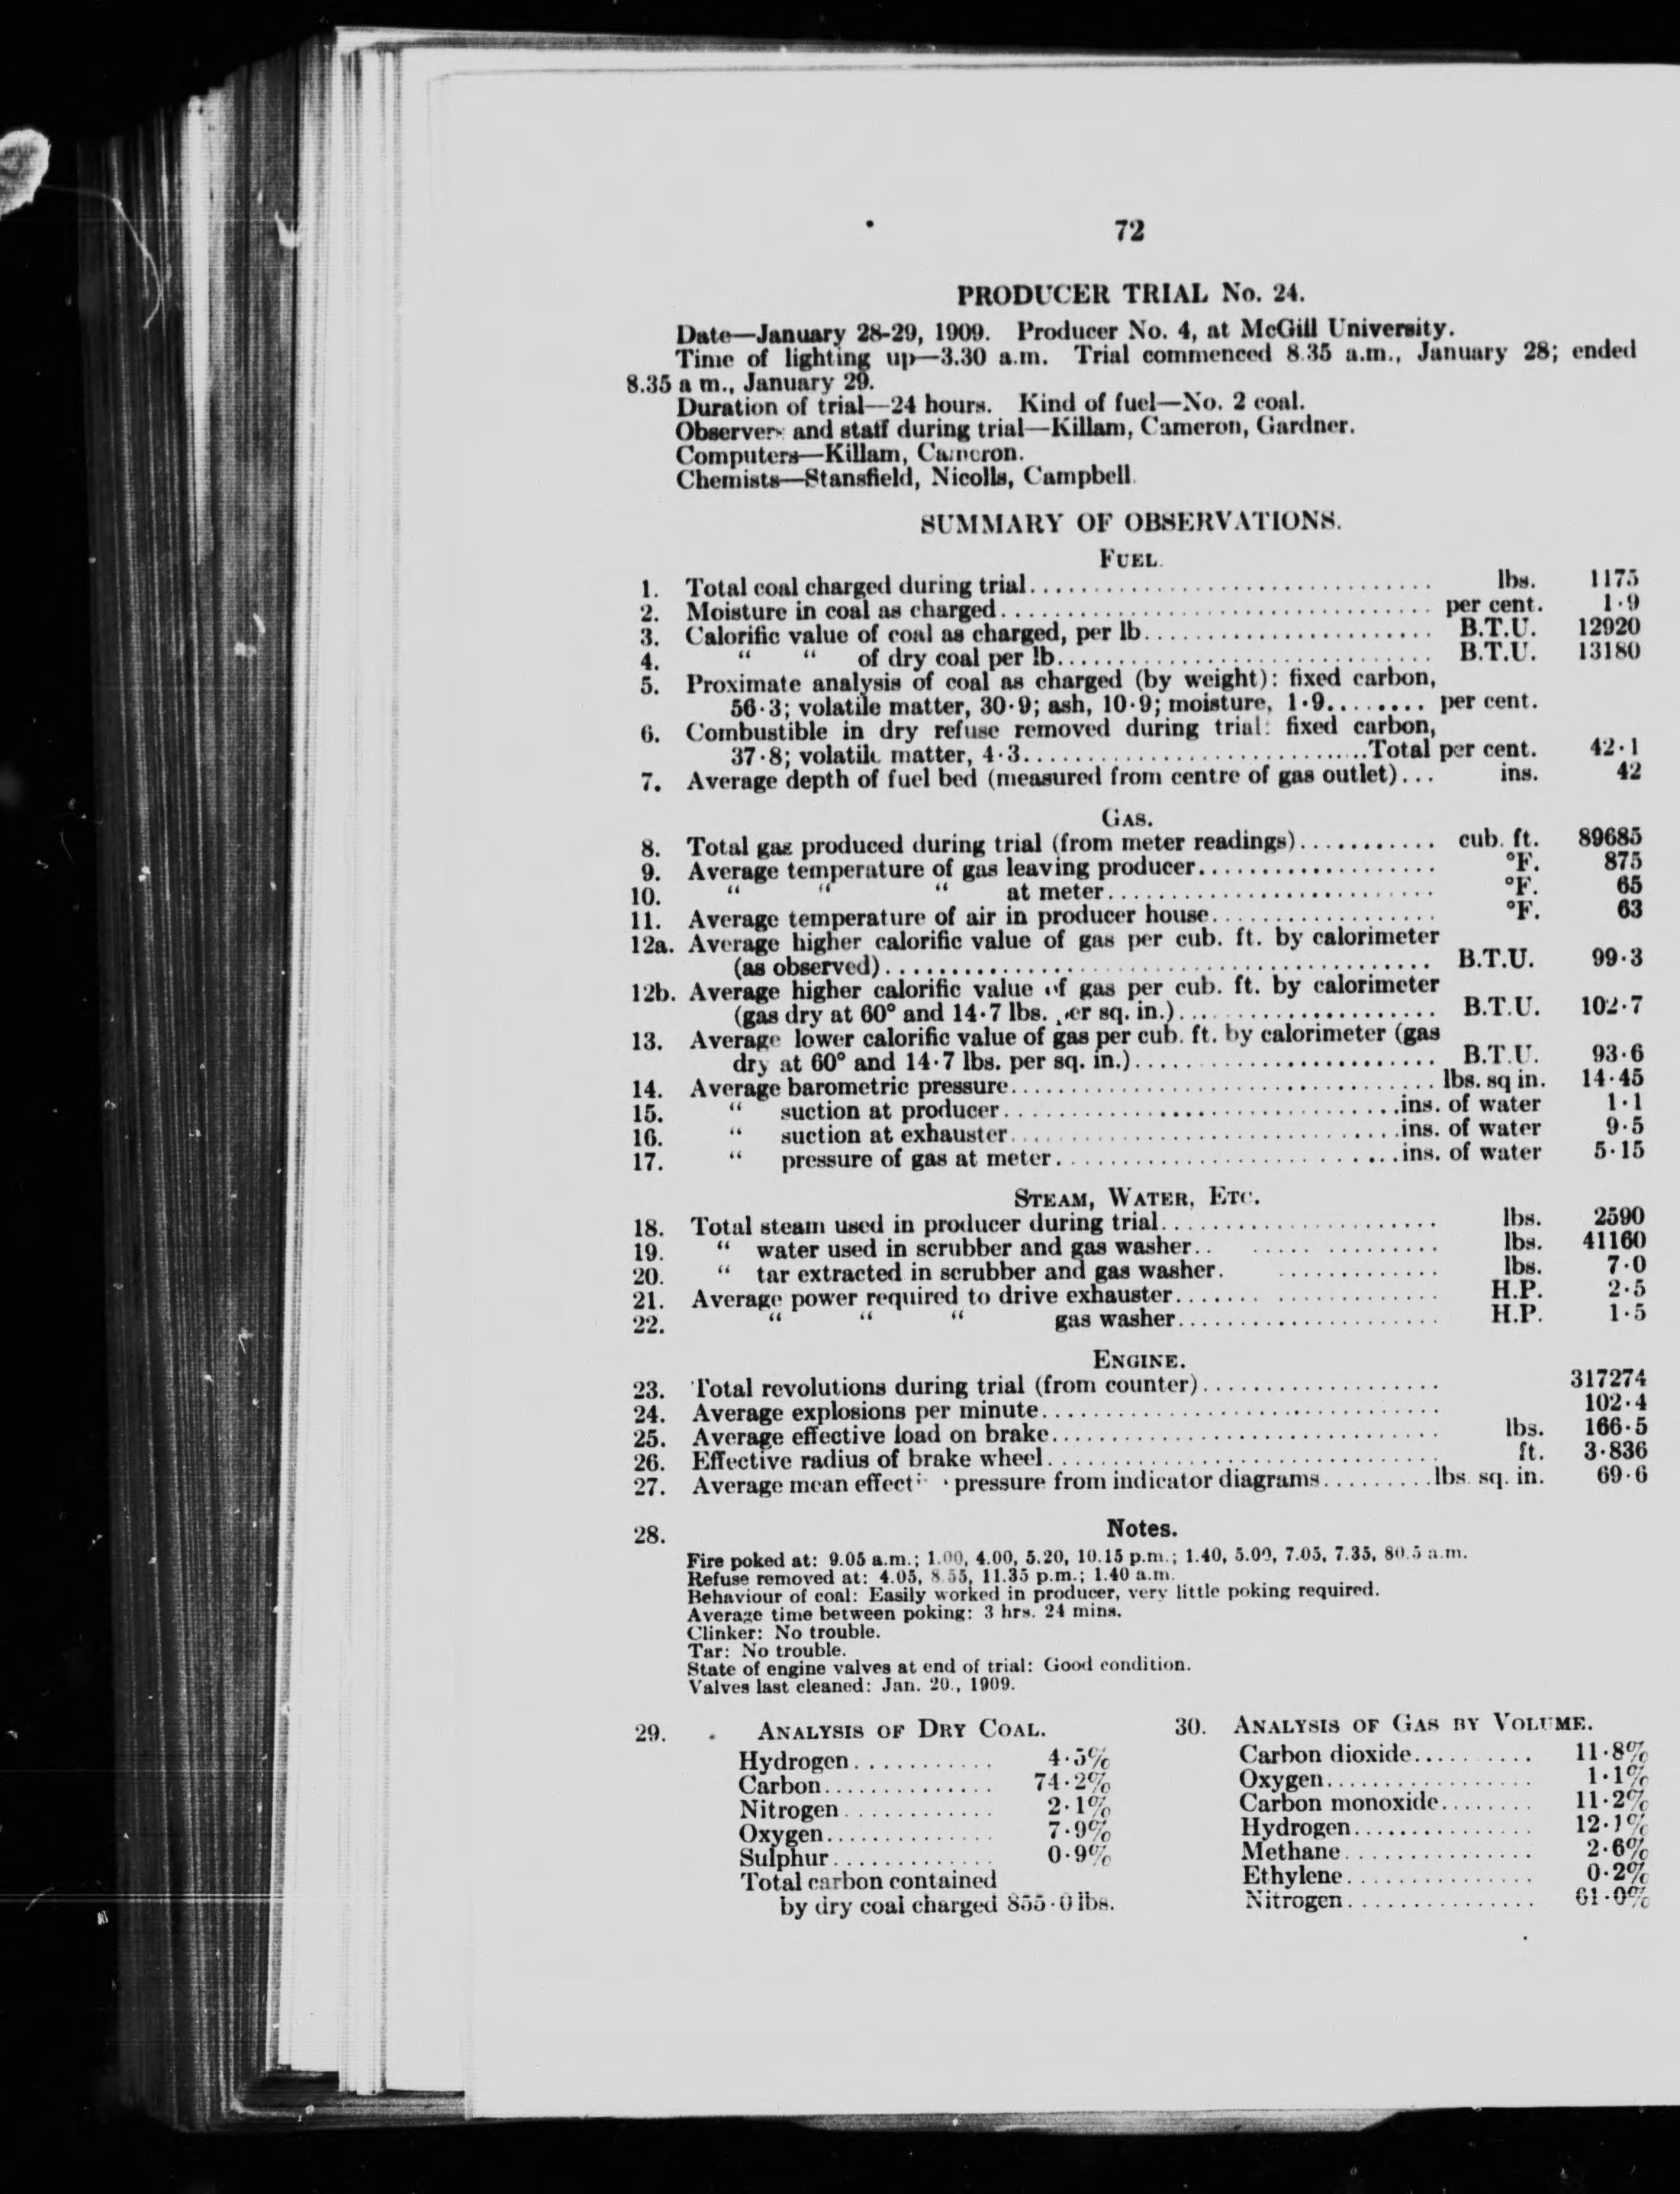 72
PRODUCER TRIAL No. 24.
Date—January 28-29, 1909. Producer No. 4, at McGill University.
Time of lighting up—3.30 a.m. Trial commenced 8.35 a.m., January 28; ended
8.35 a m., January 29.
Duration of trial—24 hours. Kind of fuel—No. 2 coal.
Observers and staff during trial—Killam, Cameron, Gardner.
Computers—Killam, Cameron.
Chemists—Stansfield, Nicolls, Campbell.
SUMMARY OF OBSERVATIONS.
FUEL.
1. Total coal charged during trial.................................. lbs. 1175
2. Moisture in coal as charged.................................. per cent. 1·9
3. Calorific value of coal as charged, per lb........................ B.T.U. 12920
4. “ “ of dry coal per lb.............................. B.T.U. 13180
5. Proximate analysis of coal as charged (by weight): fixed carbon,
56·3; volatile matter, 30·9; ash, 10·9; moisture, 1·9........ per cent.
6. Combustible in dry refuse removed during trial: fixed carbon,
37·8; volatile matter, 4·3............................Total per cent. 42·1
7. Average depth of fuel bed (measured from centre of gas outlet)... ins. 42
GAS.
8. Total gas produced during trial (from meter readings)........... cub. ft. 89685
9. Average temperature of gas leaving producer................... °F. 875
10. “ “ “ at meter.......................... °F. 65
11. Average temperature of air in producer house.................. °F. 63
12a. Average higher calorific value of gas per cub. ft. by calorimeter
(as observed)............................................ B.T.U. 99·3
12b. Average higher calorific value of gas per cub. ft. by calorimeter
(gas dry at 60° and 14·7 lbs. per sq. in.)..................... B.T.U. 102·7
13. Average lower calorific value of gas per cub. ft. by calorimeter (gas
dry at 60° and 14·7 lbs. per sq. in.)........................ B.T.U. 93·6
14. Average barometric pressure.................................. lbs. sq in. 14·45
15. “ suction at producer...............................ins. of water 1·1
16. “ suction at exhauster...............................ins. of water 9·5
17. “ pressure of gas at meter...........................ins. of water 5·15
STEAM, WATER, ETC.
18. Total steam used in producer during trial...................... lbs. 2590
19. “ water used in scrubber and gas washer.. ............... lbs. 41160
20. “ tar extracted in scrubber and gas washer. ............. lbs. 7·0
21. Average power required to drive exhauster..................... H.P. 2·5
22. “ “ “ gas washer..................... H.P. 1·5
ENGINE.
23. Total revolutions during trial (from counter)................... 317274
24. Average explosions per minute................................ 102·4
25. Average effective load on brake............................... lbs. 166·5
26. Effective radius of brake wheel............................... ft. 3·836
27. Average mean pressure from indicator diagrams.........lbs. sq. in. 69·6
28. Notes.
Fire poked at: 9.05 a.m.; 1.00, 4.00, 5.20, 10.15 p.m.; 1.40, 5.00, 7.05, 7.35, 80.5 a.m.
Refuse removed at: 4.05, 8 55, 11.35 p.m.; 1.40 a.m.
Behaviour of coal: Easily worked in producer, very little poking required.
Average time between poking: 3 hrs. 24 mins.
Clinker: No trouble.
Tar: No trouble.
State of engine valves at end of trial: Good condition.
Valves last cleaned: Jan. 20., 1909.
29. ANALYSIS OF DRY COAL.
Hydrogen............ 4·5%
Carbon.............. 74·2%
Nitrogen............ 2·1%
Oxygen.............. 7·9%
Sulphur............. 0·9%
Total carbon contained
by dry coal charged 855·0 lbs.
30. ANALYSIS OF GAS BY VOLUME.
Carbon dioxide.......... 11·8%
Oxygen................. 1·1%
Carbon monoxide........ 11·2%
Hydrogen............... 12·1%
Methane................ 2·6%
Ethylene................ 0·2%
Nitrogen................ 61·0%